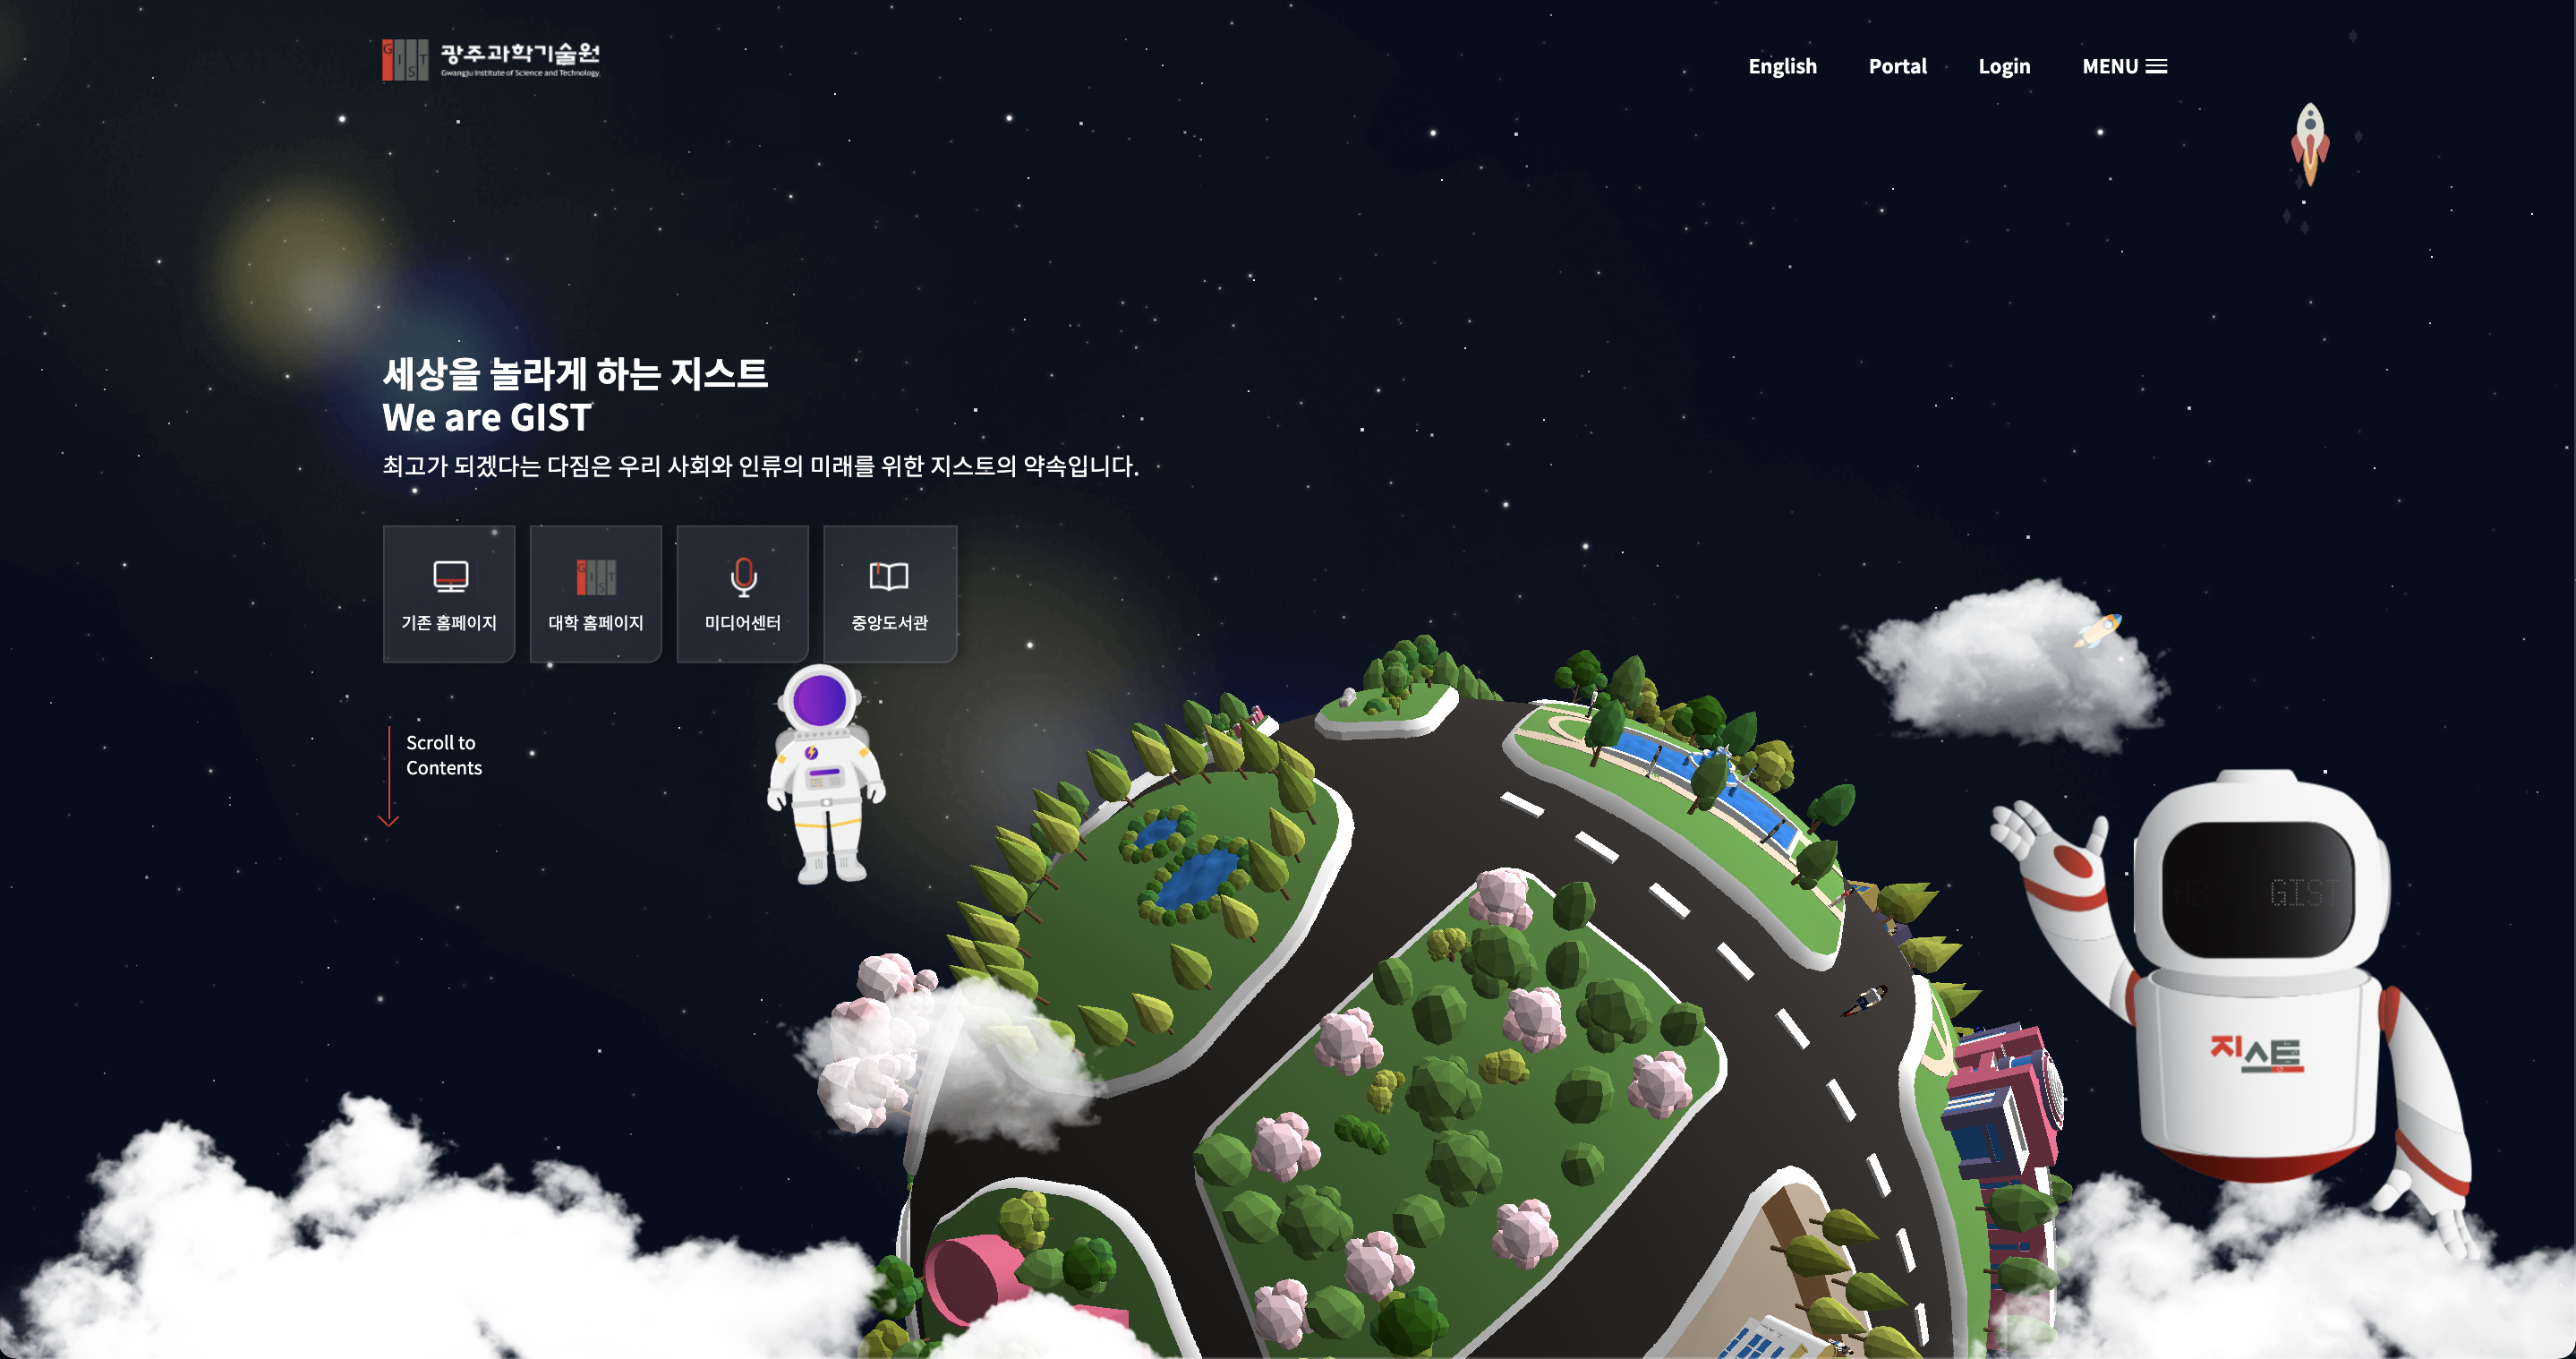 GIST 광주과학기술원
Gwangju Institute of Science and Technology
English Portal Login MENU
세상을 놀라게 하는 지스트
We are GIST
최고가 되겠다는 다짐은 우리 사회와 인류의 미래를 위한 지스트의 약속입니다.
GIST
기존 홈페이지 대학 홈페이지 미디어센터 중앙도서관
Scroll to
Contents
GIST
지스트